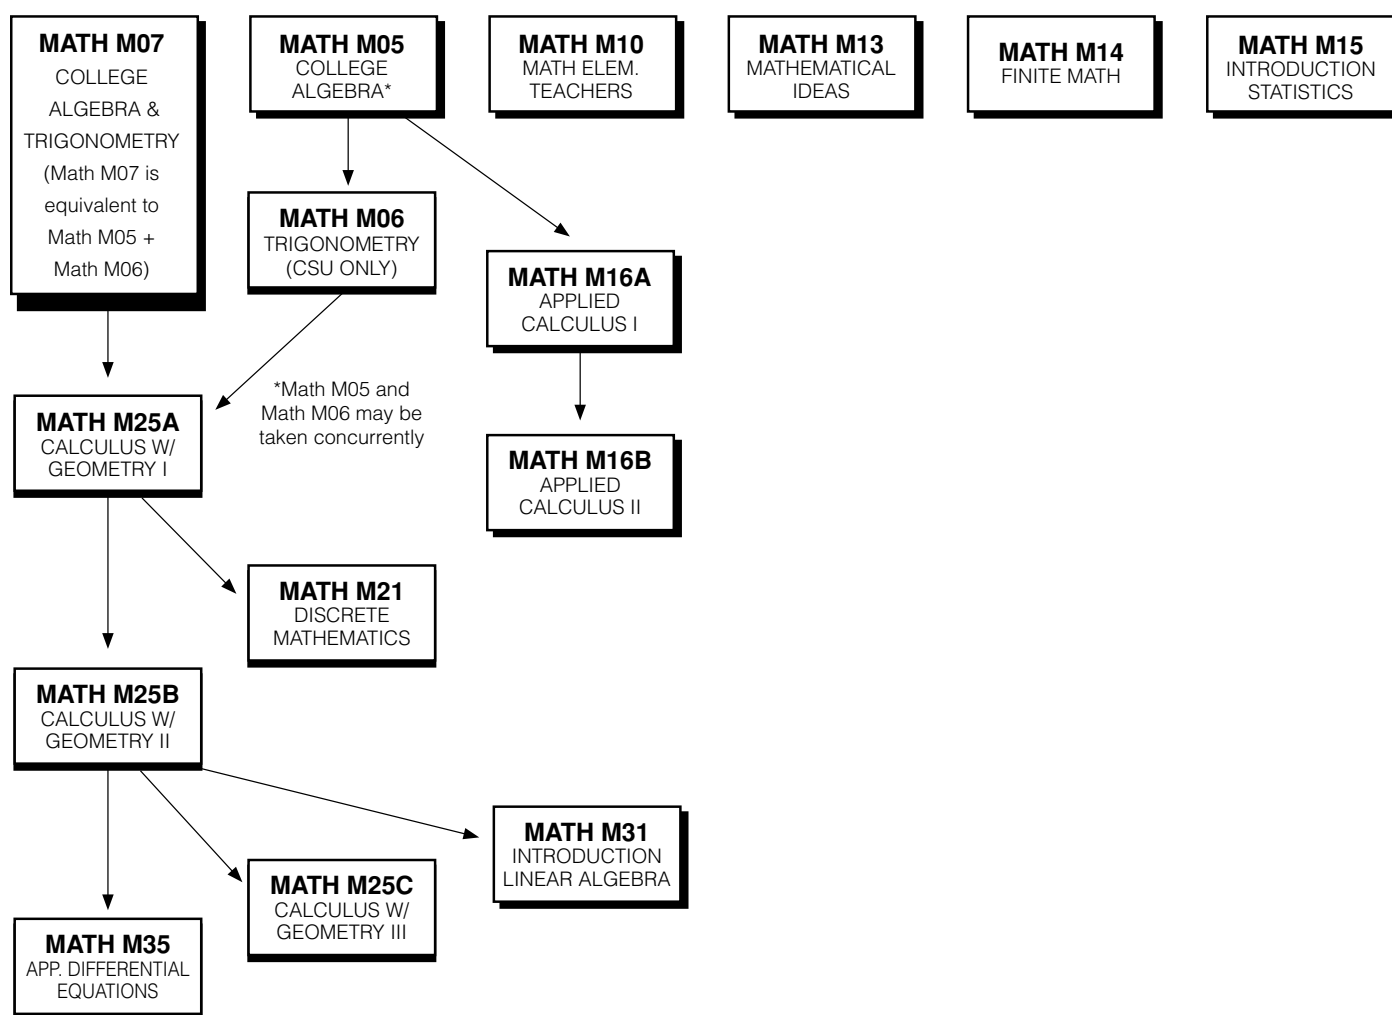 MATH M07
COLLEGE
ALGEBRA &
TRIGONOMETRY
(Math M07 is
equivalent to
Math M05 +
Math M06)
MATH M05
COLLEGE
ALGEBRA*
MATH M10
MATH ELEM.
TEACHERS
MATH M13
MATHEMATICAL
IDEAS
MATH M14
FINITE MATH
MATH M15
INTRODUCTION
STATISTICS
MATH M06
TRIGONOMETRY
(CSU ONLY)
MATH M16A
APPLIED
CALCULUS I
*Math M05 and
Math M06 may be
taken concurrently
MATH M25A
CALCULUS W/
GEOMETRY I
MATH M16B
APPLIED
CALCULUS II
MATH M21
DISCRETE
MATHEMATICS
MATH M25B
CALCULUS W/
GEOMETRY II
MATH M31
INTRODUCTION
LINEAR ALGEBRA
MATH M25C
CALCULUS W/
GEOMETRY III
MATH M35
APP. DIFFERENTIAL
EQUATIONS